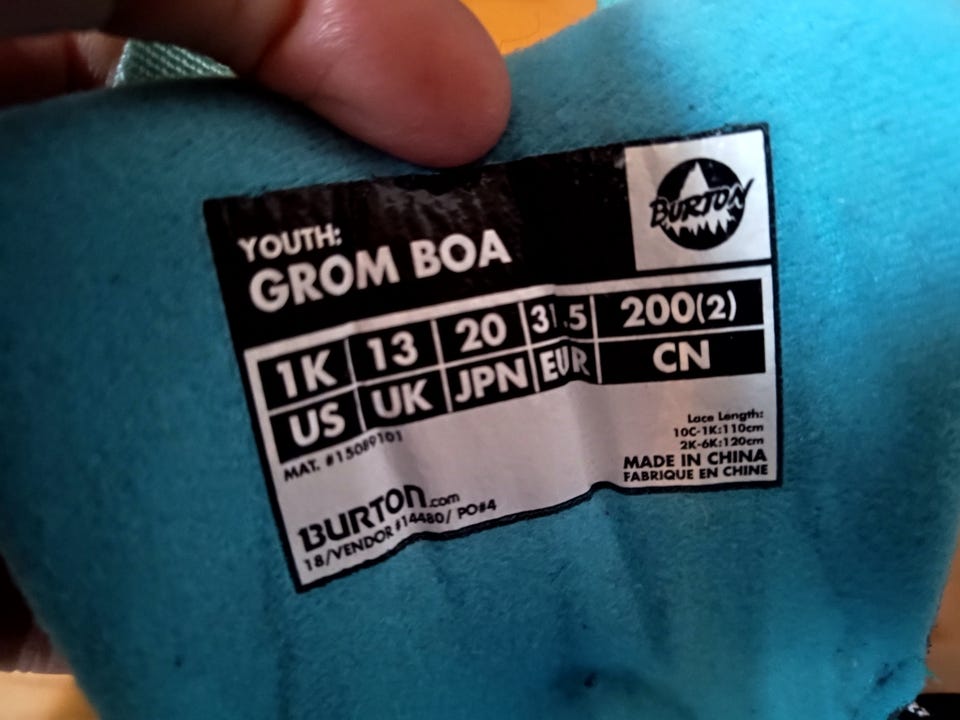 YOUTH:
GROM BOA
BURTON
1K 13 20 31.5 200(2)
US UK JPN EUR CN
MAT. #15089101
Lace Length:
10C-1K:110cm
2K-6K:120cm
MADE IN CHINA
FABRIQUE EN CHINE
BURTON.com
18/VENDOR #14480/ PO#4